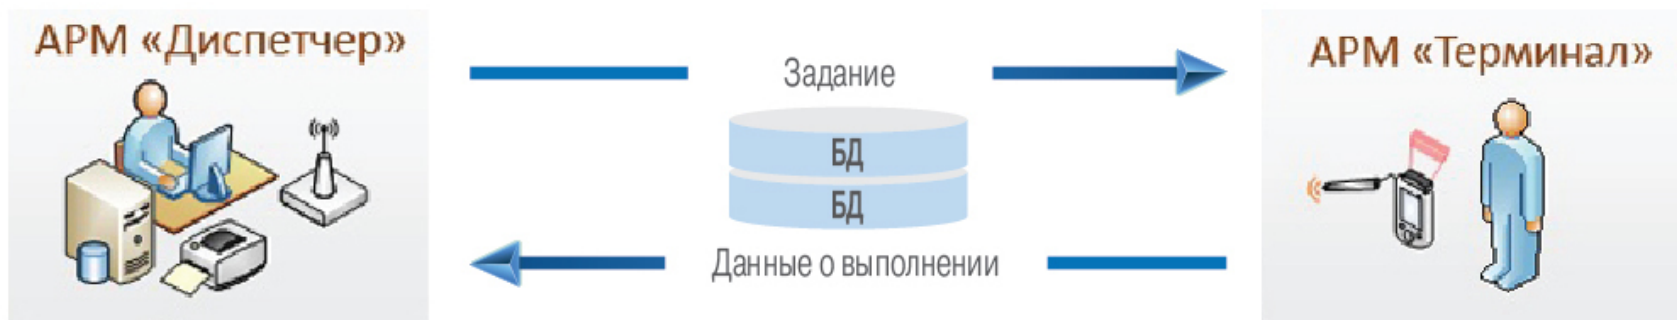 АРМ «Диспетчер»
Задание
АРМ «Терминал»
БД
БД
Данные о выполнении